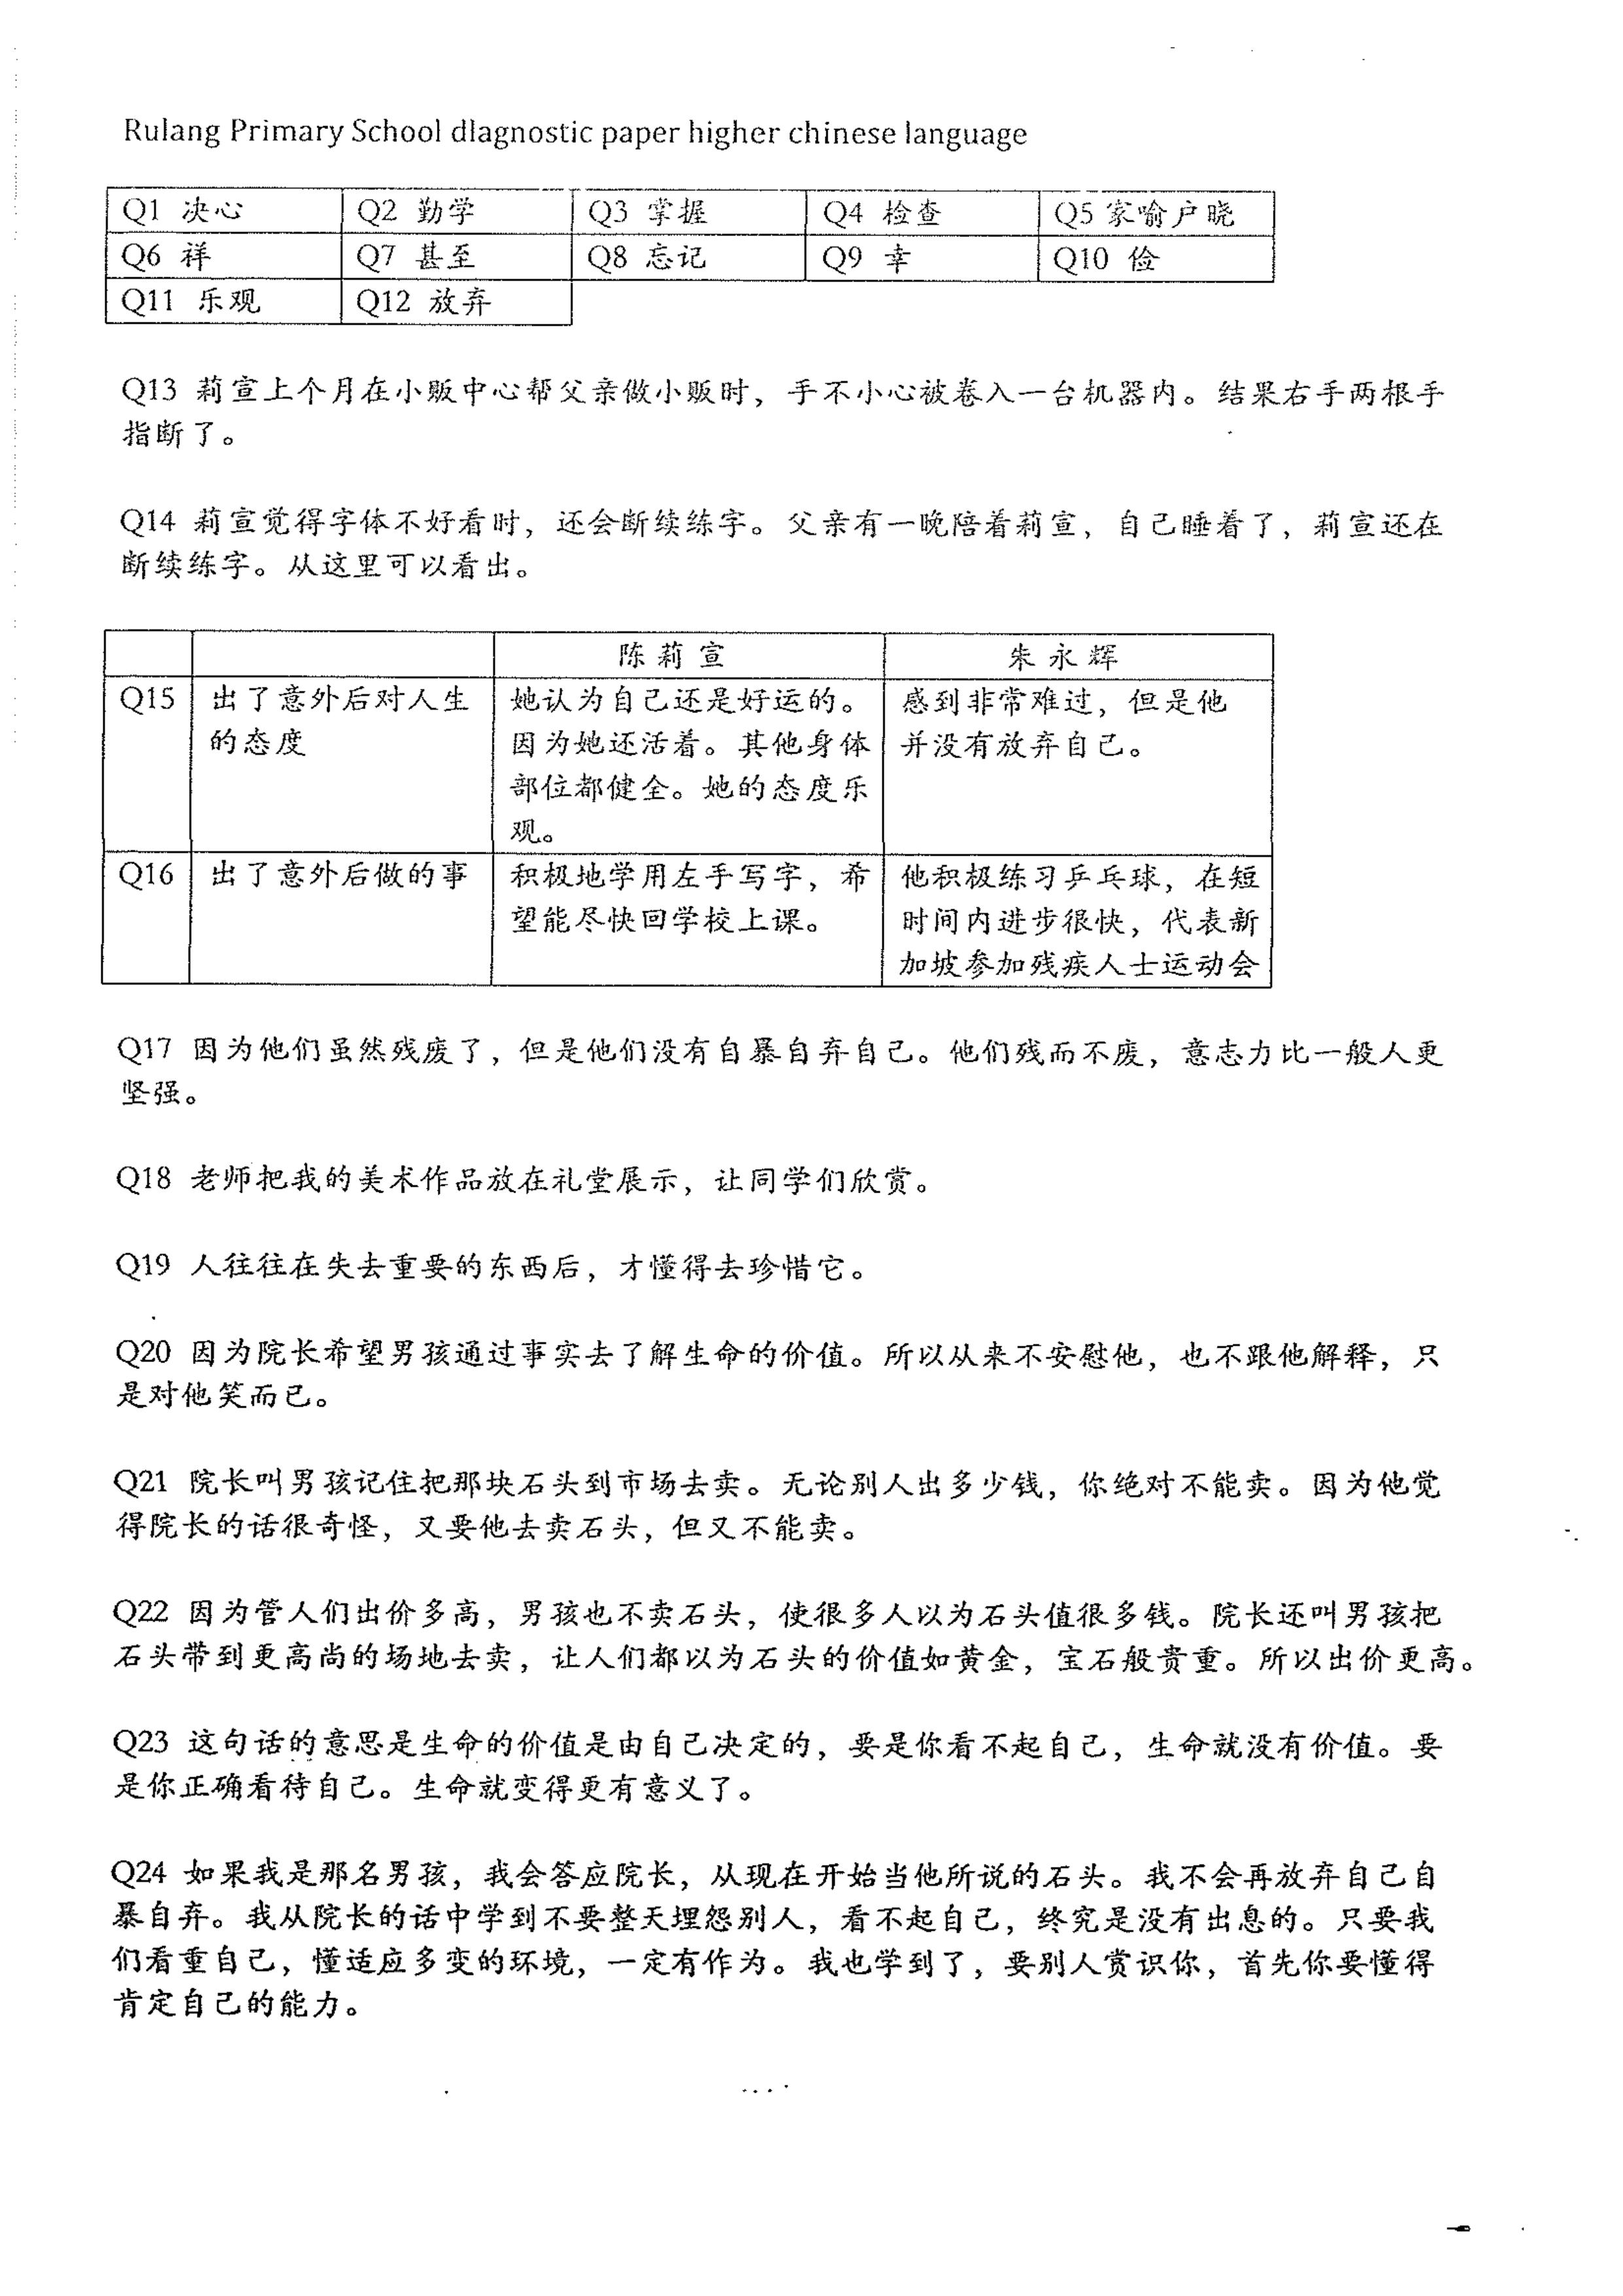 Rulang Primary School dlagnostic paper higher chinese language
Q1 决心 Q2 勤学 Q3 掌握 Q4 检查 Q5 家喻户晓
Q6 祥 Q7 甚至 Q8 忘记 Q9 幸 Q10 俭
Q11 乐观 Q12 放弃
Q13 莉宣上个月在小贩中心帮父亲做小贩时，手不小心被卷入一台机器内。结果右手两根手
指断了。
Q14 莉宣觉得字体不好看时，还会断续练字。父亲有一晚陪着莉宣，自己睡着了，莉宣还在
断续练字。从这里可以看出。
陈莉宣 朱永辉
Q15 出了意外后对人生 她认为自己还是好运的。 感到非常难过，但是他
的态度 因为她还活着。其他身体 并没有放弃自己。
部位都健全。她的态度乐
观。
Q16 出了意外后做的事 积极地学用左手写字，希 他积极练习乒乓球，在短
望能尽快回学校上课。 时间内进步很快，代表新
加坡参加残疾人士运动会
Q17 因为他们虽然残废了，但是他们没有自暴自弃自己。他们残而不废，意志力比一般人更
坚强。
Q18 老师把我的美术作品放在礼堂展示，让同学们欣赏。
Q19 人往往在失去重要的东西后，才懂得去珍惜它。
Q20 因为院长希望男孩通过事实去了解生命的价值。所以从来不安慰他，也不跟他解释，只
是对他笑而已。
Q21 院长叫男孩记住把那块石头到市场去卖。无论别人出多少钱，你绝对不能卖。因为他觉
得院长的话很奇怪，又要他去卖石头，但又不能卖。
Q22 因为管人们出价多高，男孩也不卖石头，使很多人以为石头值很多钱。院长还叫男孩把
石头带到更高尚的场地去卖，让人们都以为石头的价值如黄金，宝石般贵重。所以出价更高。
Q23 这句话的意思是生命的价值是由自己决定的，要是你看不起自己，生命就没有价值。要
是你正确看待自己。生命就变得更有意义了。
Q24 如果我是那名男孩，我会答应院长，从现在开始当他所说的石头。我不会再放弃自己自
暴自弃。我从院长的话中学到不要整天埋怨别人，看不起自己，终究是没有出息的。只要我
们看重自己，懂适应多变的环境，一定有作为。我也学到了，要别人赏识你，首先你要懂得
肯定自己的能力。